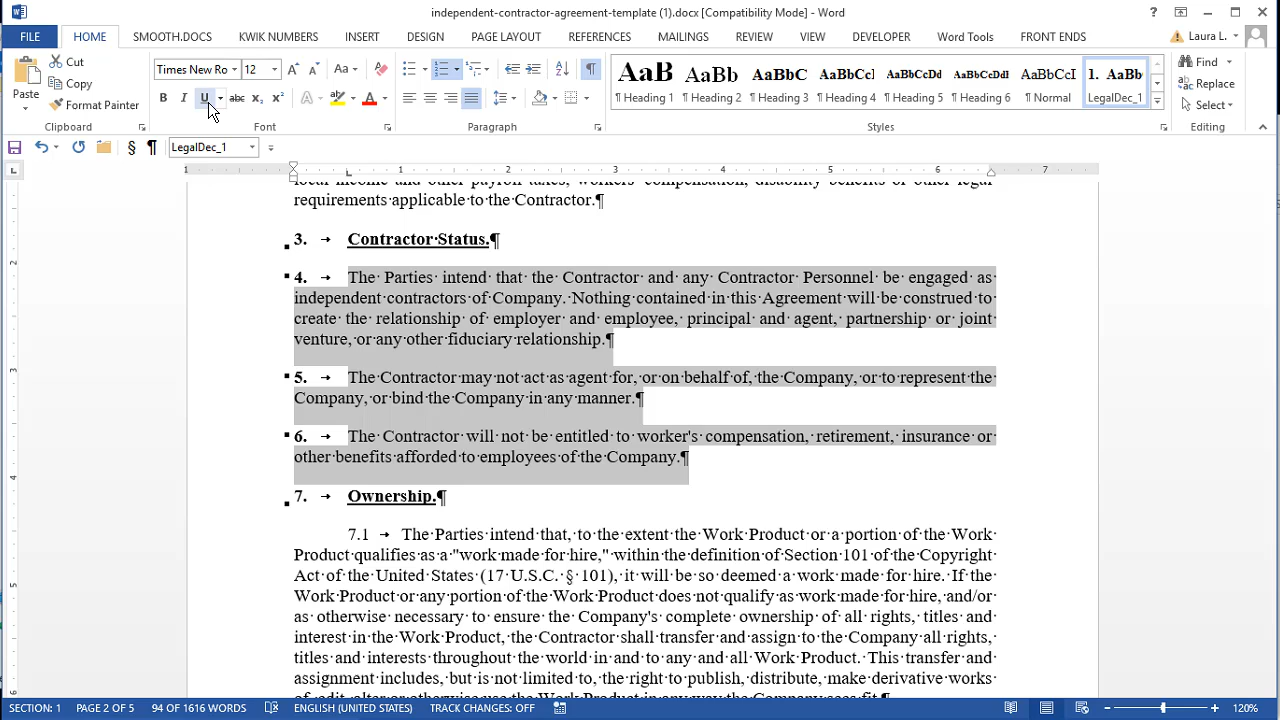 independent-contractor-agreement-template (1).docx [Compatibility Mode] - Word
FILE HOME SMOOTH.DOCS KWIK NUMBERS INSERT DESIGN PAGE LAYOUT REFERENCES MAILINGS REVIEW VIEW DEVELOPER Word Tools FRONT ENDS Laura L.
Paste Cut Copy Format Painter
Times New Ro 12 Aa
B I U abc x₂ x² A A
Clipboard Font Paragraph Styles Editing
AaB AaBb AaBbC AaBbCcDd AaBbCcDd AaBbCcI 1. AaBb
¶ Heading 1 ¶ Heading 2 ¶ Heading 3 ¶ Heading 4 ¶ Heading 5 ¶ Normal ¶ LegalDec_1
Find
Replace
Select
§ ¶ LegalDec_1
1 1 2 3 4 5 6 7
requirements·applicable·to·the·Contractor.¶
3. → Contractor·Status.¶
4. → The· Parties· intend· that· the· Contractor· and· any· Contractor· Personnel· be· engaged· as·
independent·contractors·of·Company.··Nothing·contained·in·this·Agreement·will·be·construed·to·
create· the· relationship· of· employer· and· employee,· principal· and· agent,· partnership· or· joint·
venture,·or·any·other·fiduciary·relationship.¶
5. → The·Contractor·may·not·act·as·agent·for,·or·on·behalf·of,·the·Company,·or·to·represent·the·
Company,·or·bind·the·Company·in·any·manner.¶
6. → The· Contractor· will· not· be· entitled· to· worker's· compensation,· retirement,· insurance· or·
other·benefits·afforded·to·employees·of·the·Company.¶
7. → Ownership.¶
7.1 → The·Parties·intend·that,·to·the·extent·the·Work·Product·or·a·portion·of·the·Work·
Product·qualifies·as·a·"work·made·for·hire,"·within·the·definition·of·Section·101·of·the·Copyright·
Act·of·the·United·States·(17·U.S.C.·§·101),·it·will·be·so·deemed·a·work·made·for·hire.·If·the·
Work·Product·or·any·portion·of·the·Work·Product·does·not·qualify·as·work·made·for·hire,·and/or·
as·otherwise·necessary·to·ensure·the·Company's·complete·ownership·of·all·rights,·titles·and·
interest·in·the·Work·Product,·the·Contractor·shall·transfer·and·assign·to·the·Company·all·rights,·
titles·and·interests·throughout·the·world·in·and·to·any·and·all·Work·Product.··This·transfer·and·
assignment·includes,·but·is·not·limited·to,·the·right·to·publish,·distribute,·make·derivative·works·
SECTION: 1 PAGE 2 OF 5 94 OF 1616 WORDS ENGLISH (UNITED STATES) TRACK CHANGES: OFF 120%